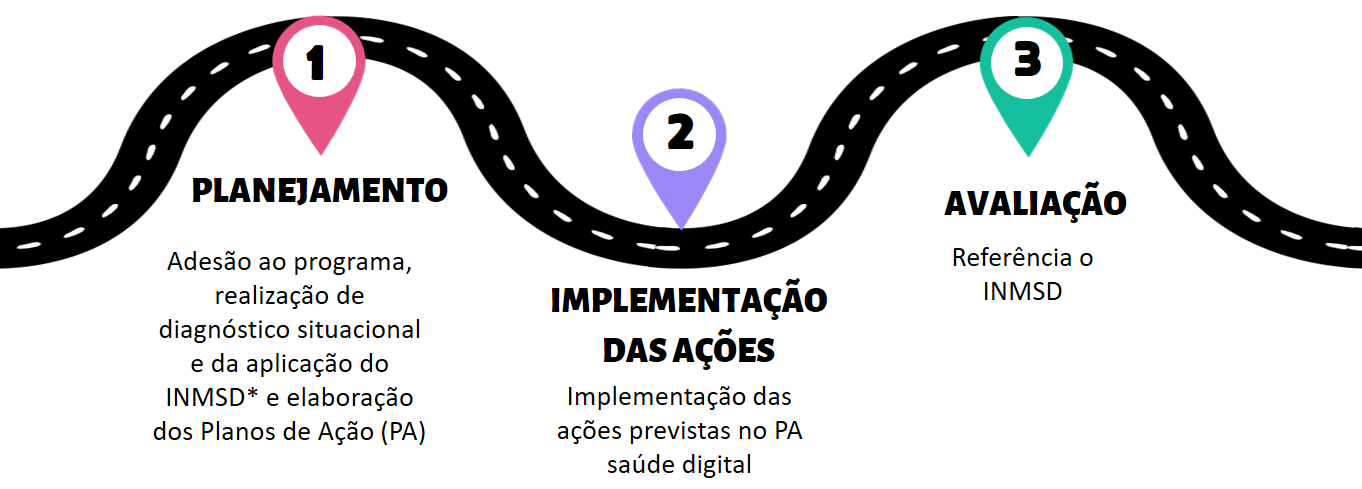 1
PLANEJAMENTO
Adesão ao programa,
realização de
diagnóstico situacional
e da aplicação do
INMSD* e elaboração
dos Planos de Ação (PA)
2
IMPLEMENTAÇÃO
DAS AÇÕES
Implementação das
ações previstas no PA
saúde digital
3
AVALIAÇÃO
Referência o
INMSD